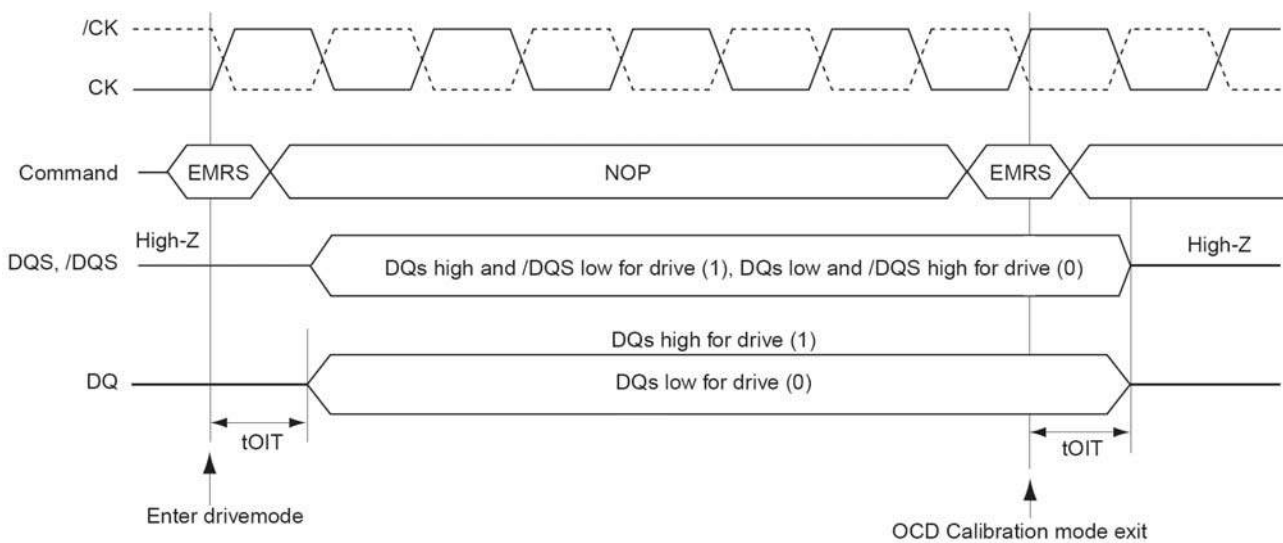 /CK
CK
Command
EMRS
NOP
EMRS
High-Z
High-Z
DQS, /DQS
DQs high and /DQS low for drive (1), DQs low and /DQS high for drive (0)
DQs high for drive (1)
DQ
DQs low for drive (0)
tOIT
tOIT
Enter drivemode
OCD Calibration mode exit